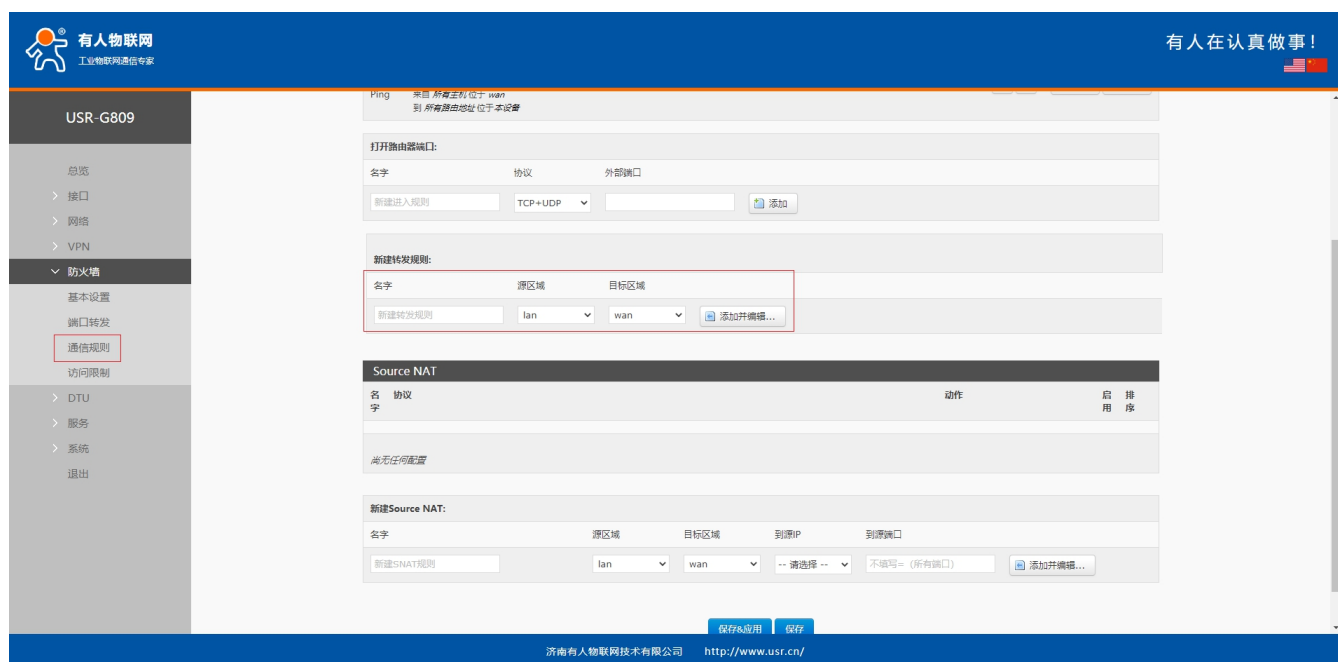 有人物联网
工业物联网通信专家
有人在认真做事！
USR-G809
总览
接口
网络
VPN
防火墙
基本设置
端口转发
通信规则
访问限制
DTU
服务
系统
退出
Ping 来自 所有主机 位于 wan
到 所有路由地址 位于 本设备
打开路由器端口:
名字 协议 外部端口
新建进入规则 TCP+UDP 添加
新建转发规则:
名字 源区域 目标区域
新建转发规则 lan wan 添加并编辑...
Source NAT
名字 协议 动作 启用 排序
尚无任何配置
新建Source NAT:
名字 源区域 目标区域 到源IP 到源端口
新建SNAT规则 lan wan -- 请选择 -- 不填写=（所有端口） 添加并编辑...
保存&应用 保存
济南有人物联网技术有限公司 http://www.usr.cn/